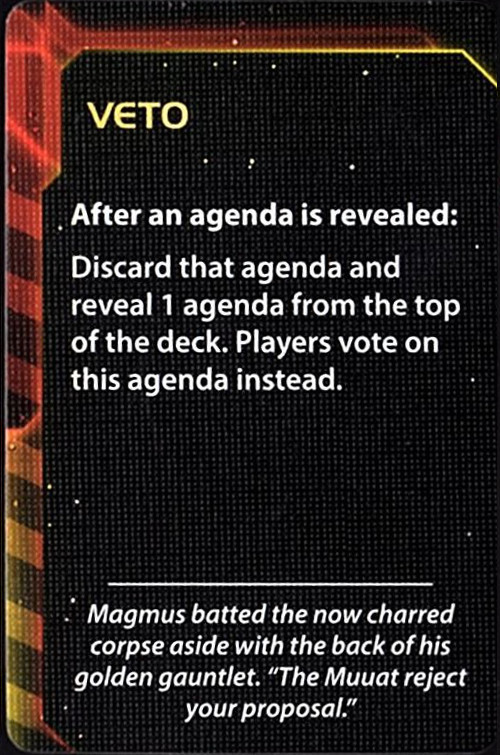 VETO
After an agenda is revealed:
Discard that agenda and
reveal 1 agenda from the top
of the deck. Players vote on
this agenda instead.
Magmus batted the now charred
corpse aside with the back of his
golden gauntlet. “The Muuat reject
your proposal.”